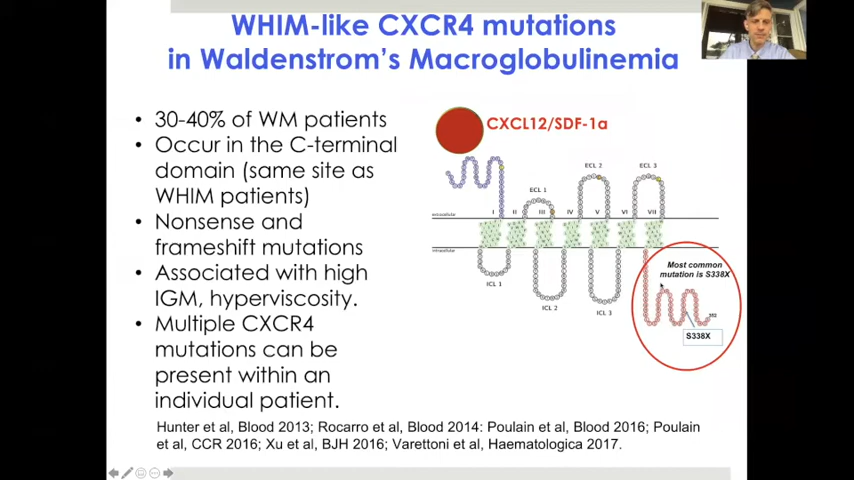 WHIM-like CXCR4 mutations
in Waldenstrom's Macroglobulinemia
• 30-40% of WM patients
• Occur in the C-terminal
domain (same site as
WHIM patients)
• Nonsense and
frameshift mutations
• Associated with high
IGM, hyperviscosity.
• Multiple CXCR4
mutations can be
present within an
individual patient.
CXCL12/SDF-1a
ECL 1
ECL 2
ECL 3
extracellular
I II III IV V VI VII
intracellular
ICL 1
ICL 2
ICL 3
Most common
mutation is S338X
S338X
Hunter et al, Blood 2013; Rocarro et al, Blood 2014: Poulain et al, Blood 2016; Poulain
et al, CCR 2016; Xu et al, BJH 2016; Varettoni et al, Haematologica 2017.